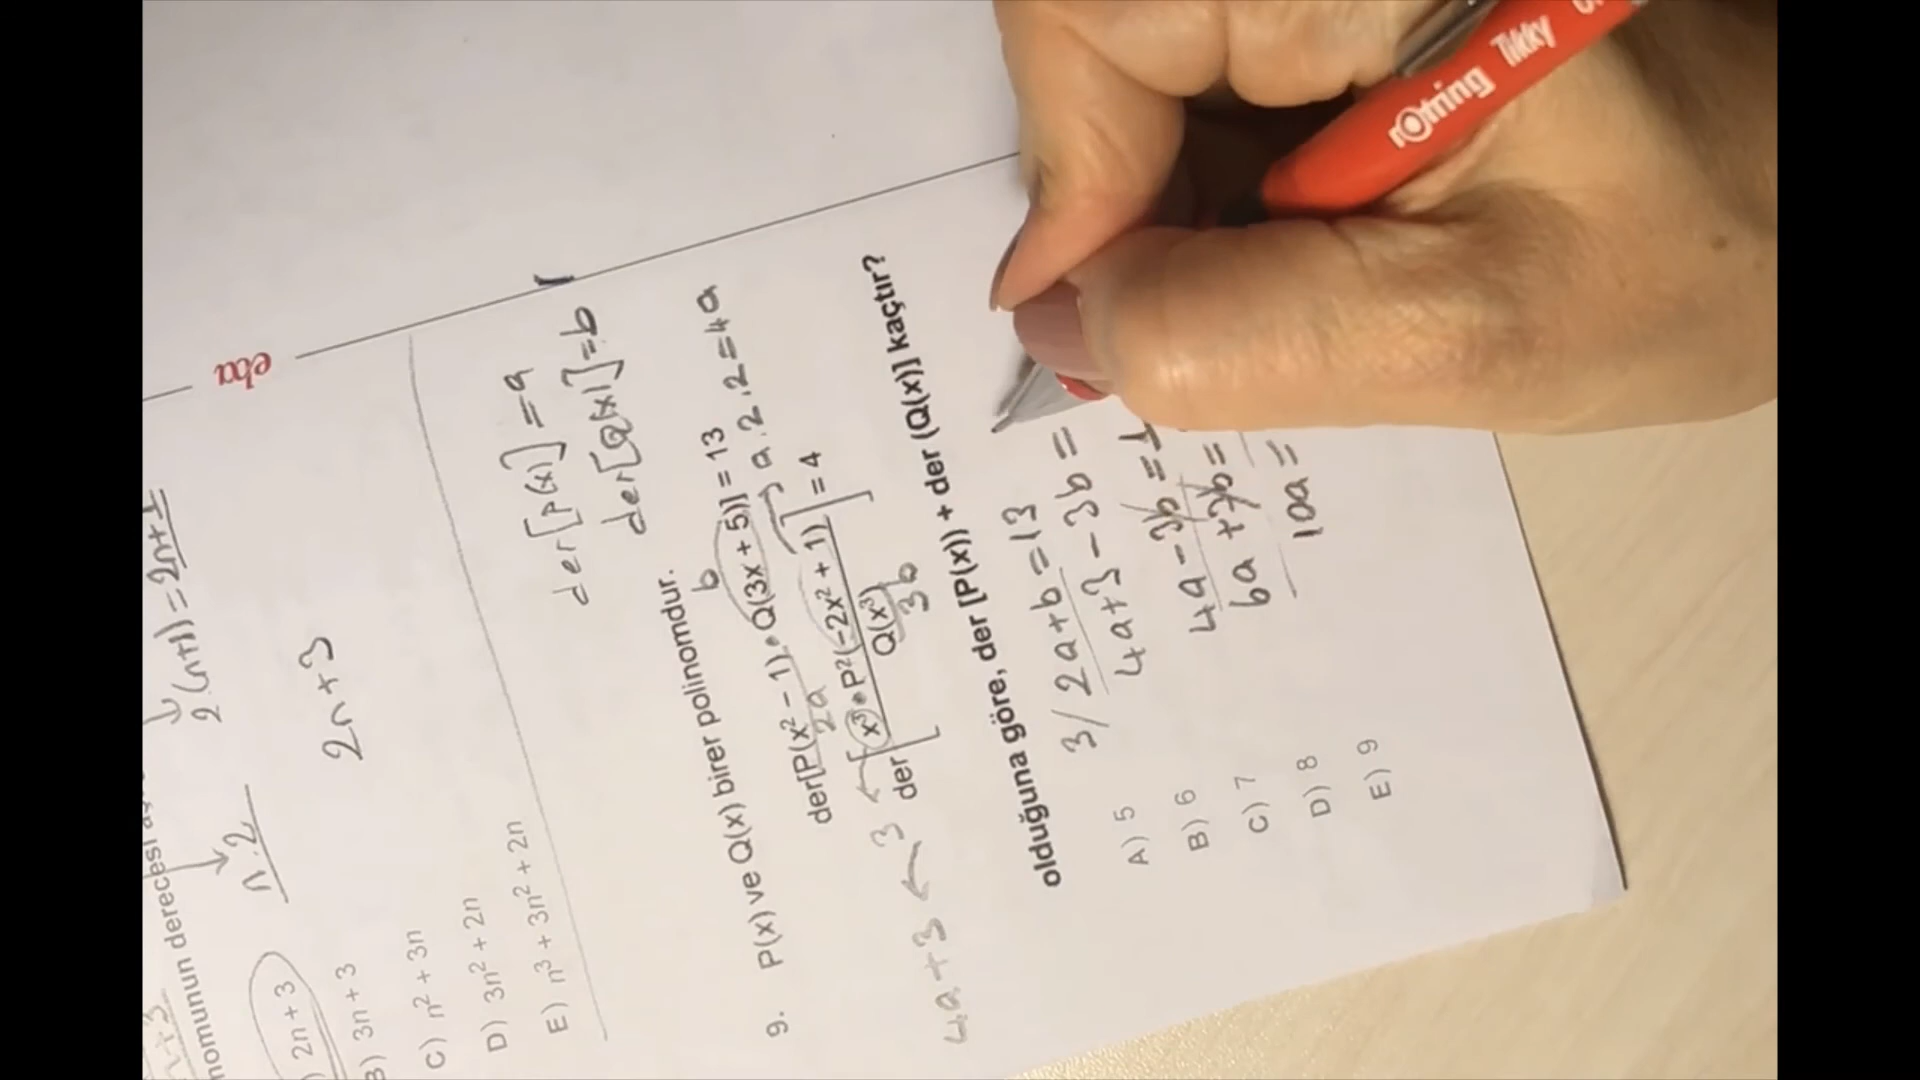 eba
nomunun derecesi
2(n+1) = 2n+1
n.2
2n+3
2n + 3
B) 3n + 3
C) n² + 3n
D) 3n² + 2n
E) n³ + 3n² + 2n
der[P(x)] = a
der[Q(x)] = b
9. P(x) ve Q(x) birer polinomdur.
b
der[P(x² – 1). Q(3x + 5)] = 13
2a
a.2.2=4a
3
der[x³ • P²(–2x² + 1) / Q(x³)] = 4
3b
4a+3
olduğuna göre, der [P(x)) + der (Q(x)] kaçtır?
3/ 2a+b=13
4a+3-3b=
4a-3b=1
6a+3b=
10a=
A) 5
B) 6
C) 7
D) 8
E) 9
rotring Tikky